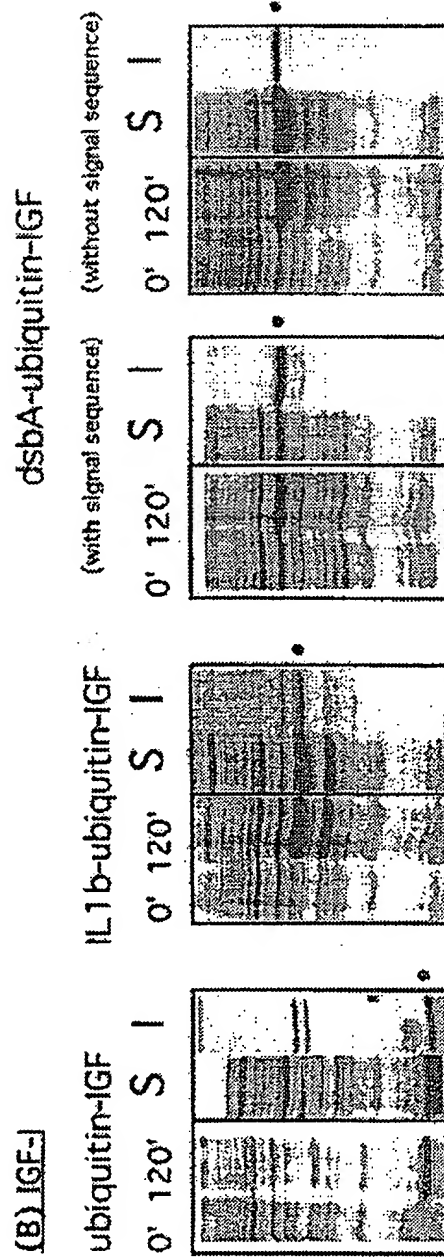 (B) IGF-I
ubiquitin-IGF
0' 120' S I
IL1b-ubiquitin-IGF
0' 120' S I
dsbA-ubiquitin-IGF
(with signal sequence)
0' 120' S I
(without signal sequence)
0' 120' S I